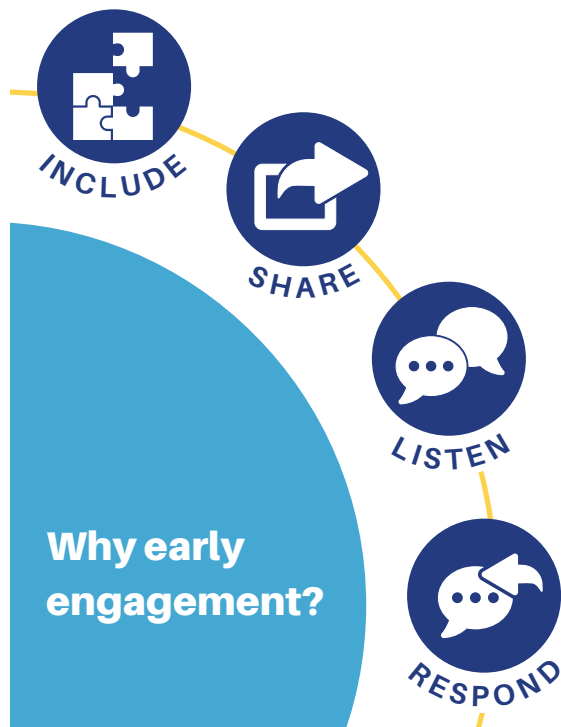 INCLUDE
SHARE
LISTEN
RESPOND
Why early
engagement?